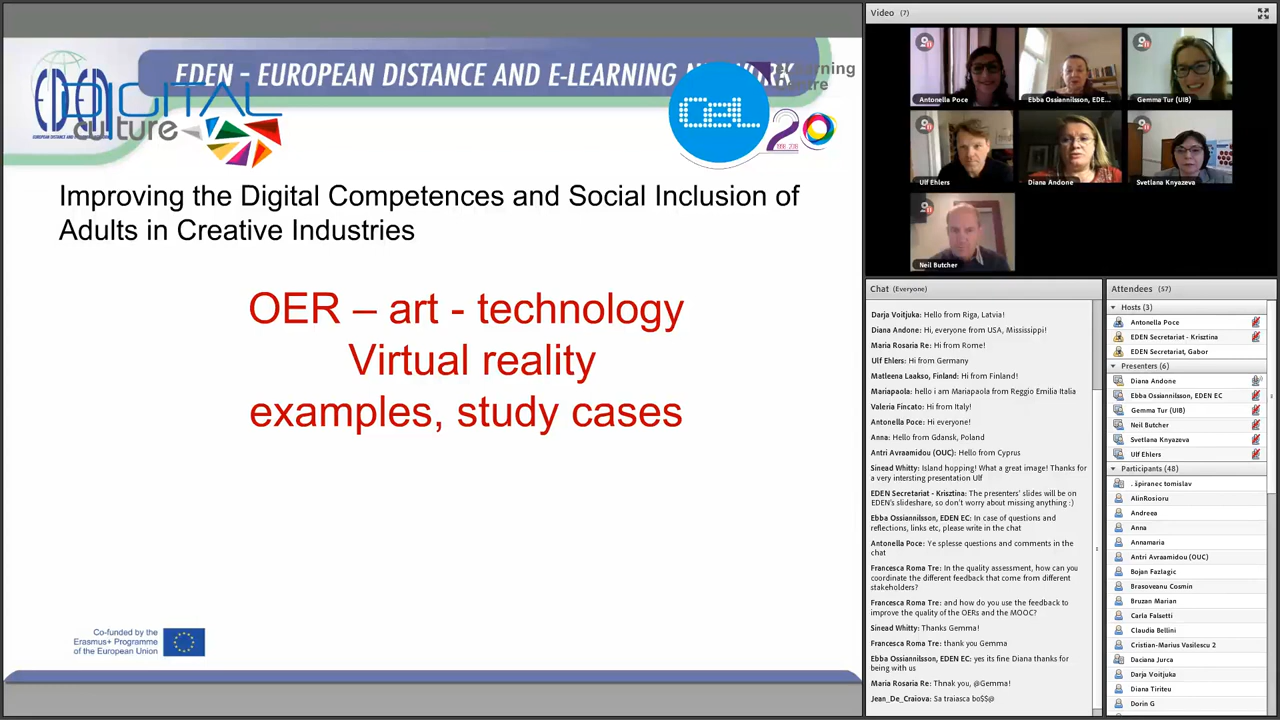 EDEN - EUROPEAN DISTANCE AND E-LEARNING NETWORK
DIGITAL
culture
eLearning
Centre
CeL
20
1998, 2018
Improving the Digital Competences and Social Inclusion of
Adults in Creative Industries
OER – art - technology
Virtual reality
examples, study cases
Co-funded by the
Erasmus+ Programme
of the European Union
Video (7)
Antonella Poce
Ebba Ossiannilsson, EDE...
Gemma Tur (UIB)
Ulf Ehlers
Diana Andone
Svetlana Knyazeva
Neil Butcher
Chat (Everyone)
Darja Voitjuka: Hello from Riga, Latvia!
Diana Andone: Hi, everyone from USA, Mississippi!
Maria Rosaria Re: Hi from Rome!
Ulf Ehlers: Hi from Germany
Matleena Laakso, Finland: Hi from Finland!
Mariapaola: hello i am Mariapaola from Reggio Emilia Italia
Valeria Fincato: Hi from Italy!
Antonella Poce: Hi everyone!
Anna: Hello from Gdansk, Poland
Antri Avraamidou (OUC): Hello from Cyprus
Sinead Whitty: Island hopping! What a great image! Thanks for
a very intersting presentation Ulf
EDEN Secretariat - Krisztina: The presenters' slides will be on
EDEN's slideshare, so don't worry about missing anything :)
Ebba Ossiannilsson, EDEN EC: In case of questions and
reflections, links etc, please write in the chat
Antonella Poce: Ye splesse questions and comments in the
chat
Francesca Roma Tre: In the quality assessment, how can you
coordinate the different feedback that come from different
stakeholders?
Francesca Roma Tre: and how do you use the feedback to
improve the quality of the OERs and the MOOC?
Sinead Whitty: Thanks Gemma!
Francesca Roma Tre: thank you Gemma
Ebba Ossiannilsson, EDEN EC: yes its fine Diana thanks for
being with us
Maria Rosaria Re: Thnak you, @Gemma!
Jean_De_Craiova: Sa traiasca bo$$@
Attendees (57)
Hosts (3)
Antonella Poce
EDEN Secretariat - Krisztina
EDEN Secretariat, Gabor
Presenters (6)
Diana Andone
Ebba Ossiannilsson, EDEN EC
Gemma Tur (UIB)
Neil Butcher
Svetlana Knyazeva
Ulf Ehlers
Participants (48)
. špiranec tomislav
AlinRosioru
Andreea
Anna
Annamaria
Antri Avraamidou (OUC)
Bojan Fazlagic
Brasoveanu Cosmin
Bruzan Marian
Carla Falsetti
Claudia Bellini
Cristian-Marius Vasilescu 2
Daciana Jurca
Darja Voitjuka
Diana Tiriteu
Dorin G